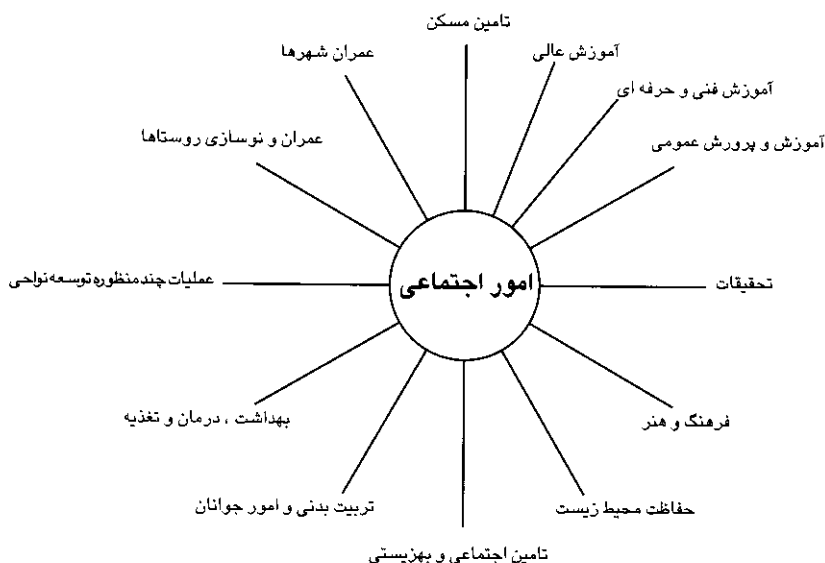 تامین مسکن
آموزش عالی
عمران شهرها
آموزش فنی و حرفه ای
آموزش و پرورش عمومی
عمران و نوسازی روستاها
امور اجتماعی
تحقیقات
عملیات چندمنظوره توسعه نواحی
فرهنگ و هنر
بهداشت ، درمان و تغذیه
حفاظت محیط زیست
تربیت بدنی و امور جوانان
تامین اجتماعی و بهزیستی